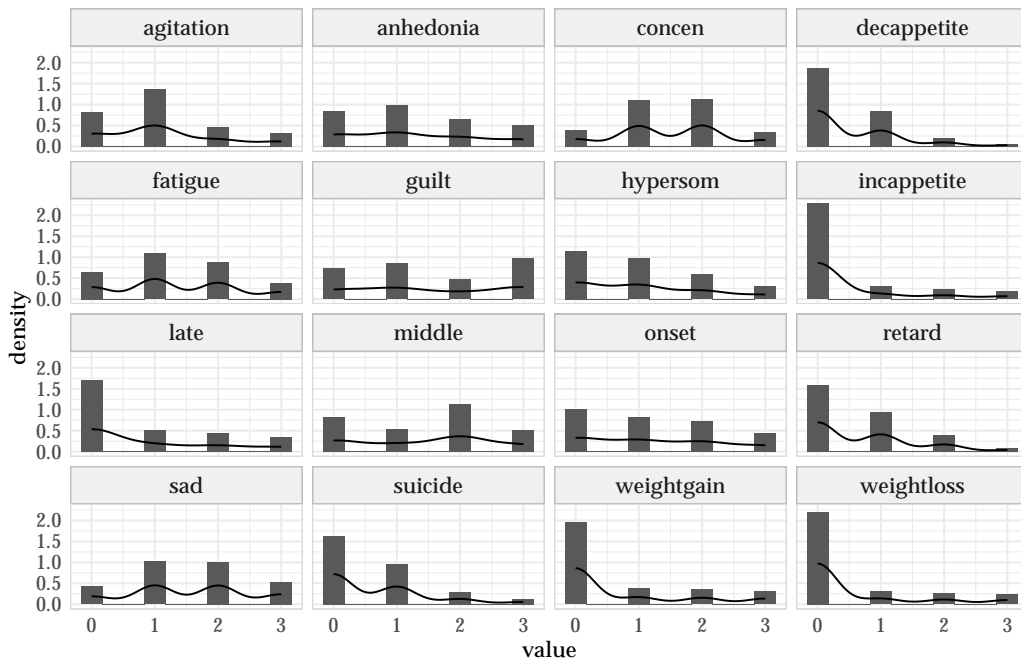 agitation anhedonia concen decappetite
2.0
1.5
1.0
0.5
0.0
fatigue guilt hypersom incappetite
2.0
1.5
1.0
0.5
0.0
density
late middle onset retard
2.0
1.5
1.0
0.5
0.0
sad suicide weightgain weightloss
2.0
1.5
1.0
0.5
0.0
0 1 2 3 0 1 2 3 0 1 2 3 0 1 2 3
value